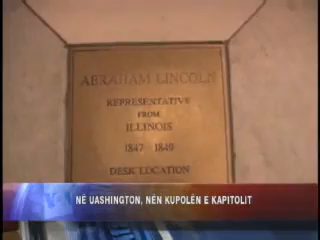 ABRAHAM LINCOLN
REPRESENTATIVE
FROM
ILLINOIS
1847 - 1849
DESK LOCATION
NË UASHINGTON, NËN KUPOLËN E KAPITOLIT